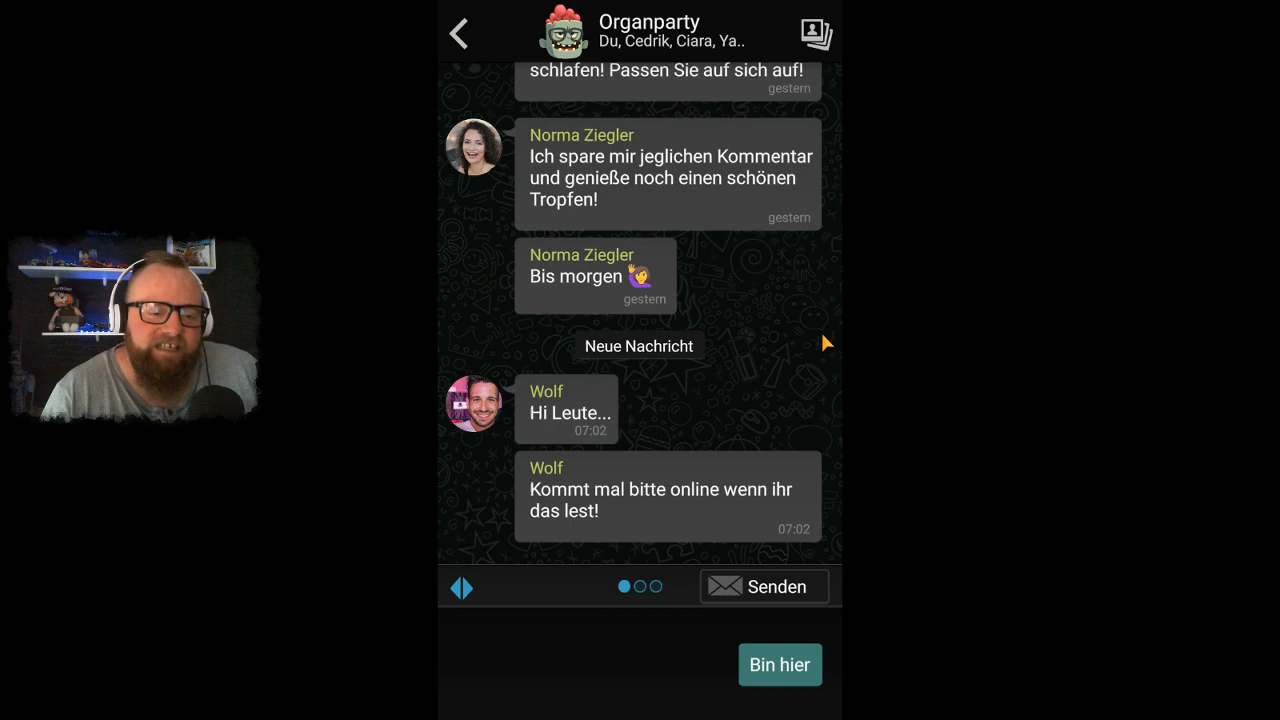 Organparty
Du, Cedrik, Ciara, Ya..
schlafen! Passen Sie auf sich auf!
gestern
Norma Ziegler
Ich spare mir jeglichen Kommentar
und genieße noch einen schönen
Tropfen!
gestern
Norma Ziegler
Bis morgen 🙋‍♀️
gestern
Neue Nachricht
Wolf
Hi Leute...
07:02
Wolf
Kommt mal bitte online wenn ihr
das lest!
07:02
Senden
Bin hier